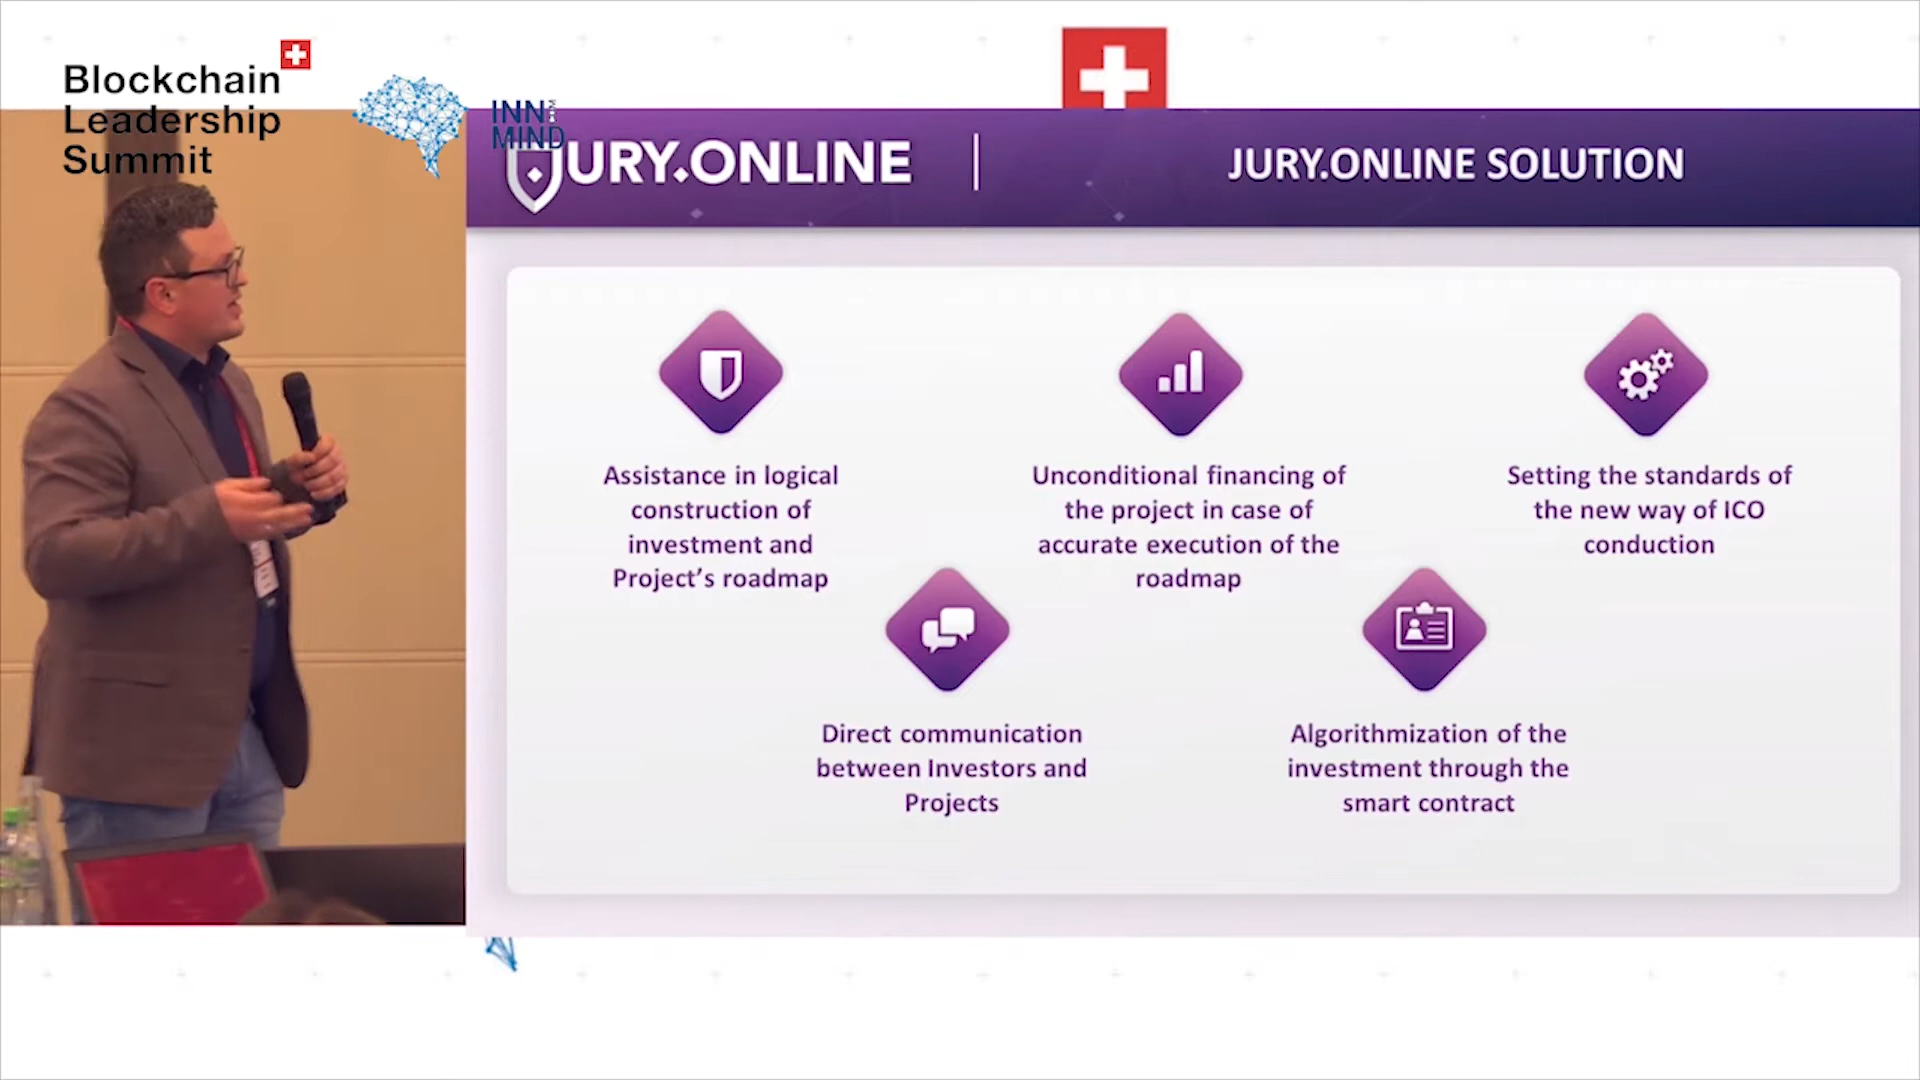 Blockchain
Leadership
Summit
INN
MIND
JURY.ONLINE
JURY.ONLINE SOLUTION
Assistance in logical
construction of
investment and
Project's roadmap
Unconditional financing of
the project in case of
accurate execution of the
roadmap
Setting the standards of
the new way of ICO
conduction
Direct communication
between Investors and
Projects
Algorithmization of the
investment through the
smart contract